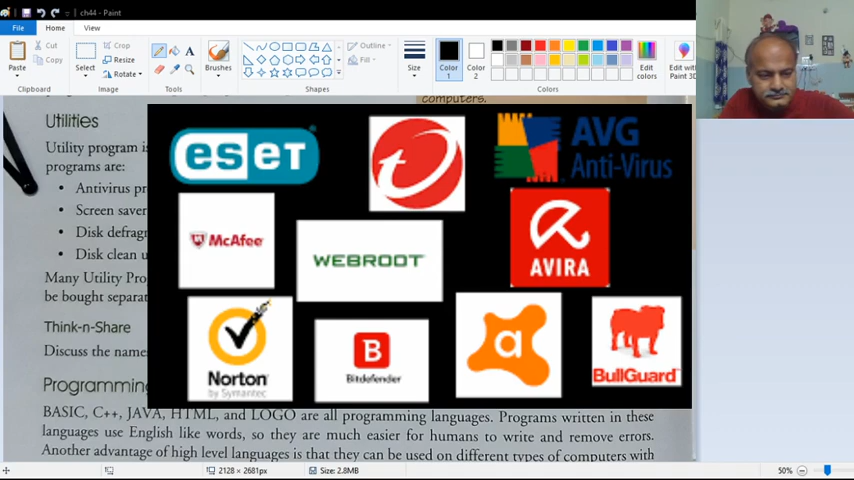 ch44 - Paint
File
Home
View
Paste
Cut
Copy
Clipboard
Select
Crop
Resize
Rotate
Image
A
Tools
Brushes
Shapes
Outline
Fill
Size
Color
1
Color
2
Colors
Edit
colors
Edit with
Paint 3D
computers.
Utilities
Utility program is
programs are:
• Antivirus pr
• Screen saver
• Disk defrag
• Disk clean u
Many Utility Pro
be bought separat
Think-n-Share
Discuss the name
Programming
eseT
AVG
Anti-Virus
McAfee
WEBROOT
AVIRA
Norton
by Symantec
B
Bitdefender
a
BullGuard
BASIC, C++, JAVA, HTML, and LOGO are all programming languages. Programs written in these
languages use English like words, so they are much easier for humans to write and remove errors.
Another advantage of high level languages is that they can be used on different types of computers with
2128 × 2681px
Size: 2.8MB
50%